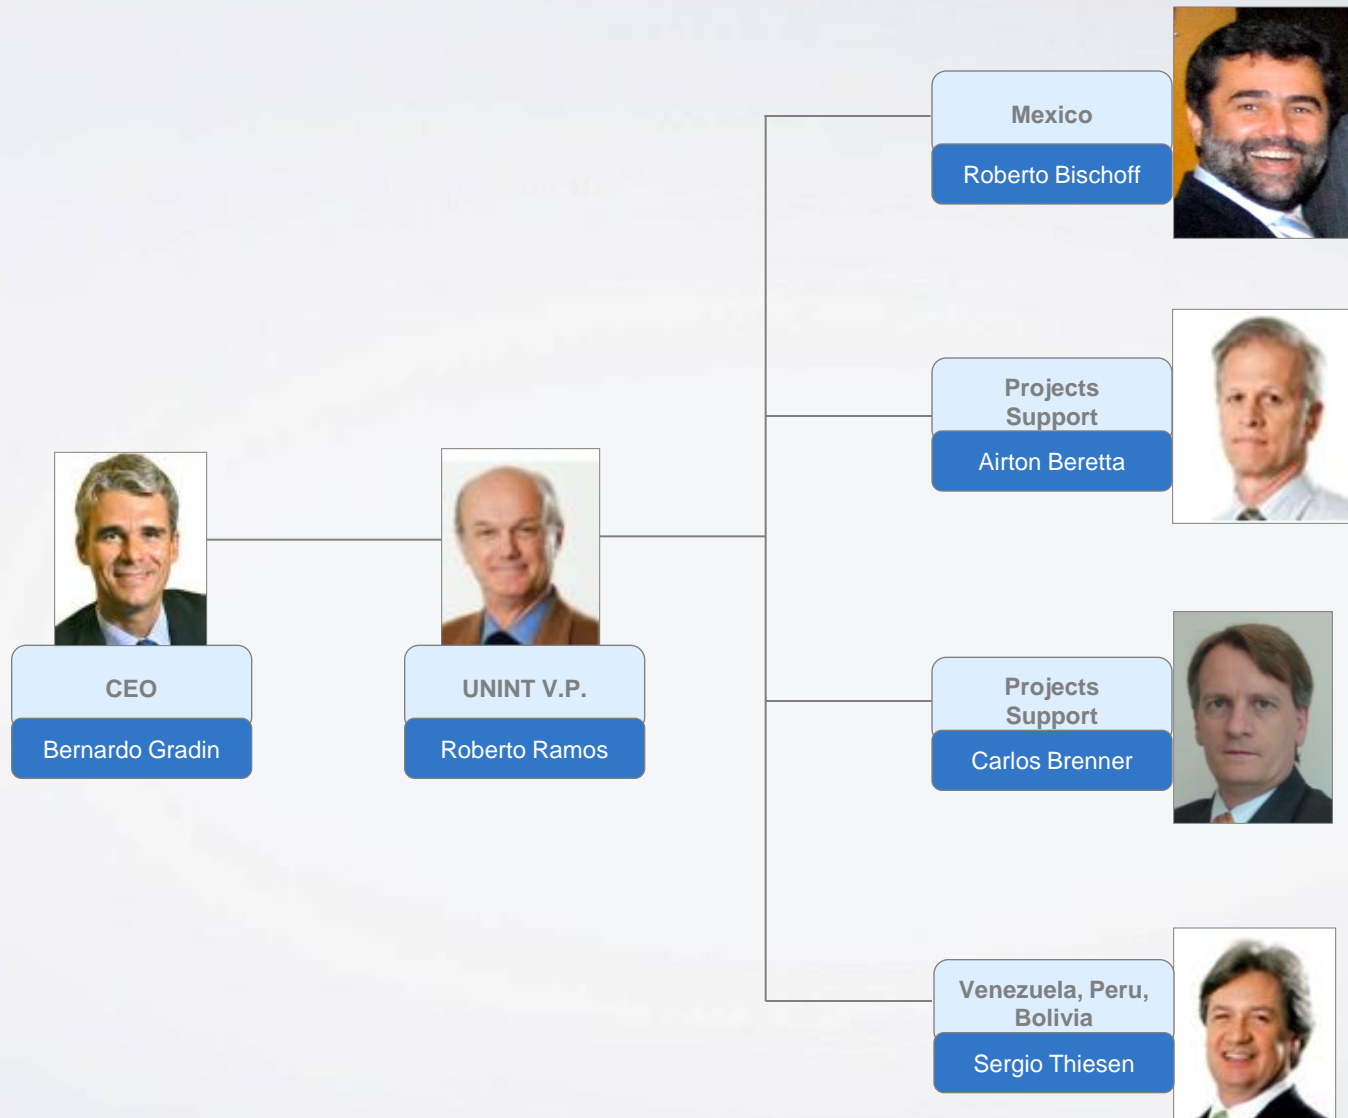 Mexico
Roberto Bischoff
Projects
Support
Airton Beretta
CEO
Bernardo Gradin
UNINT V.P.
Roberto Ramos
Projects
Support
Carlos Brenner
Venezuela, Peru,
Bolivia
Sergio Thiesen